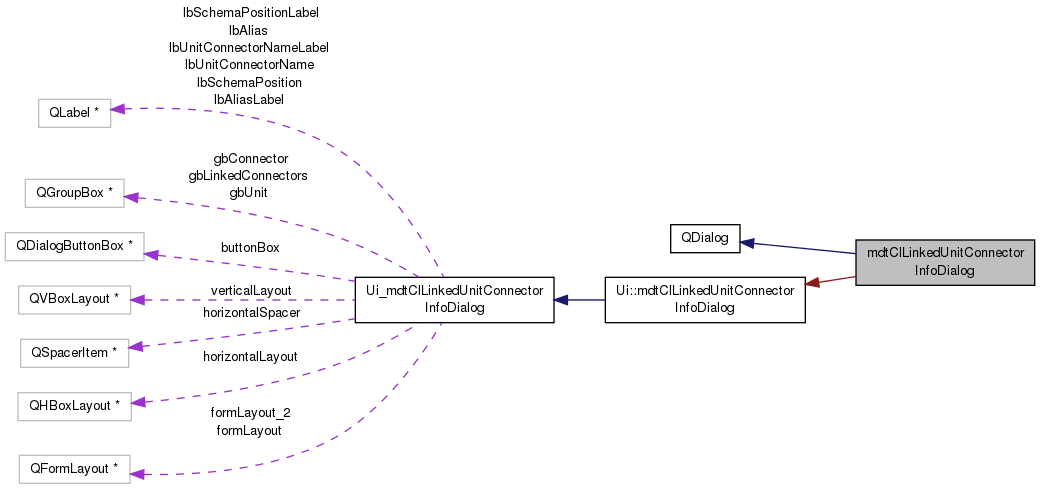 lbSchemaPositionLabel
lbAlias
lbUnitConnectorNameLabel
lbUnitConnectorName
lbSchemaPosition
lbAliasLabel
QLabel *
gbConnector
gbLinkedConnectors
gbUnit
QGroupBox *
buttonBox
QDialogButtonBox *
QDialog
mdtClLinkedUnitConnector
InfoDialog
verticalLayout
QVBoxLayout *
Ui_mdtClLinkedUnitConnector
InfoDialog
Ui::mdtClLinkedUnitConnector
InfoDialog
horizontalSpacer
QSpacerItem *
horizontalLayout
QHBoxLayout *
formLayout_2
formLayout
QFormLayout *